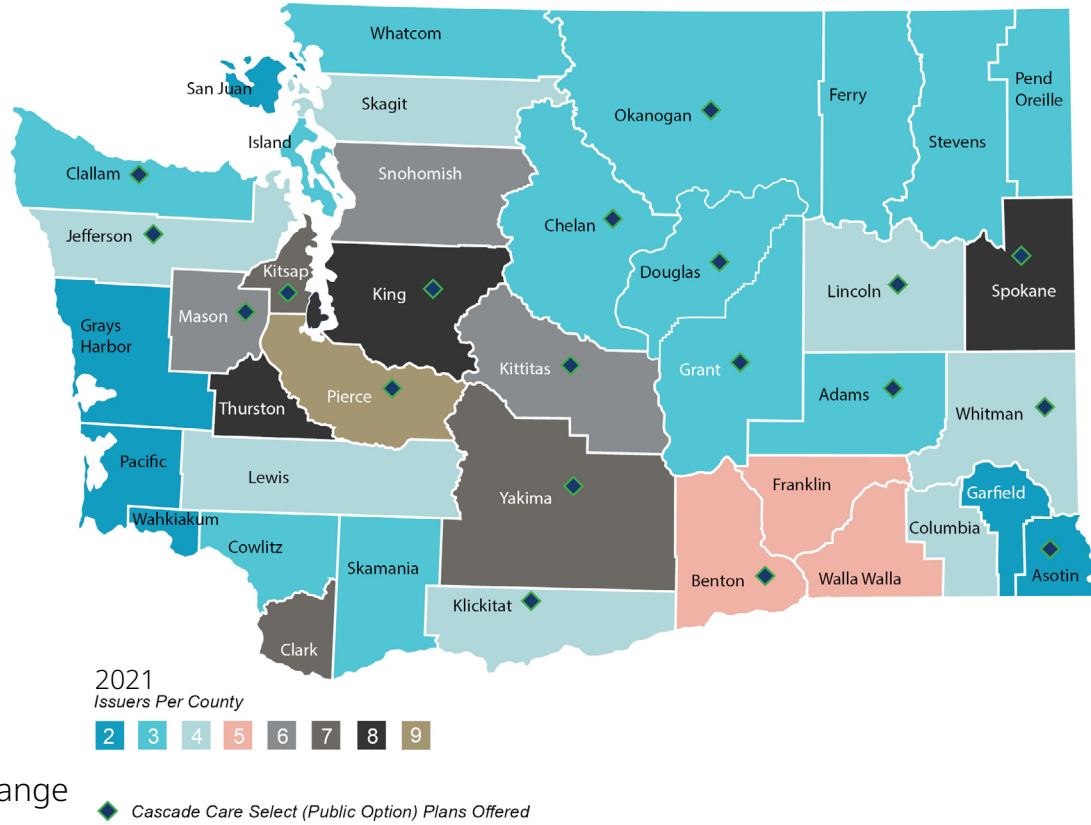 Whatcom
San Juan
Skagit
Island
Okanogan
Ferry
Pend
Oreille
Stevens
Clallam
Snohomish
Chelan
Jefferson
Kitsap
King
Douglas
Lincoln
Spokane
Mason
Grays
Harbor
Kittitas
Grant
Adams
Thurston
Pierce
Whitman
Pacific
Lewis
Yakima
Franklin
Garfield
Wahkiakum
Columbia
Cowlitz
Skamania
Benton
Walla Walla
Asotin
Klickitat
Clark
2021
Issuers Per County
2 3 4 5 6 7 8 9
ange
Cascade Care Select (Public Option) Plans Offered